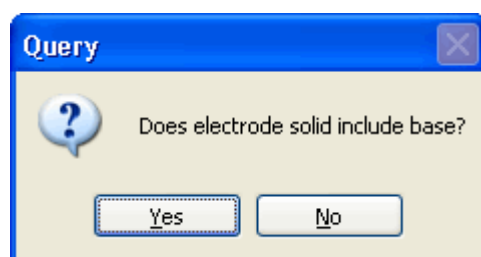 Query
Does electrode solid include base?
Yes No